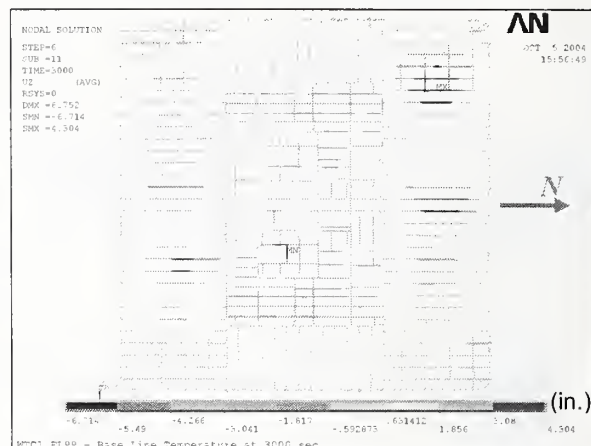 NODAL SOLUTION
STEP=6
SUB =11
TIME=3000
UZ (AVG)
RSYS=0
DMX =6.752
SMN =-6.714
SMX =4.304
AN
OCT 5 2004
15:50:49
MX
N
MN
(in.)
-6.714 -4.266 -1.817 .631412 3.08
-5.49 -3.041 -.592873 1.856 4.304
Base Line Temperature at 3000 sec